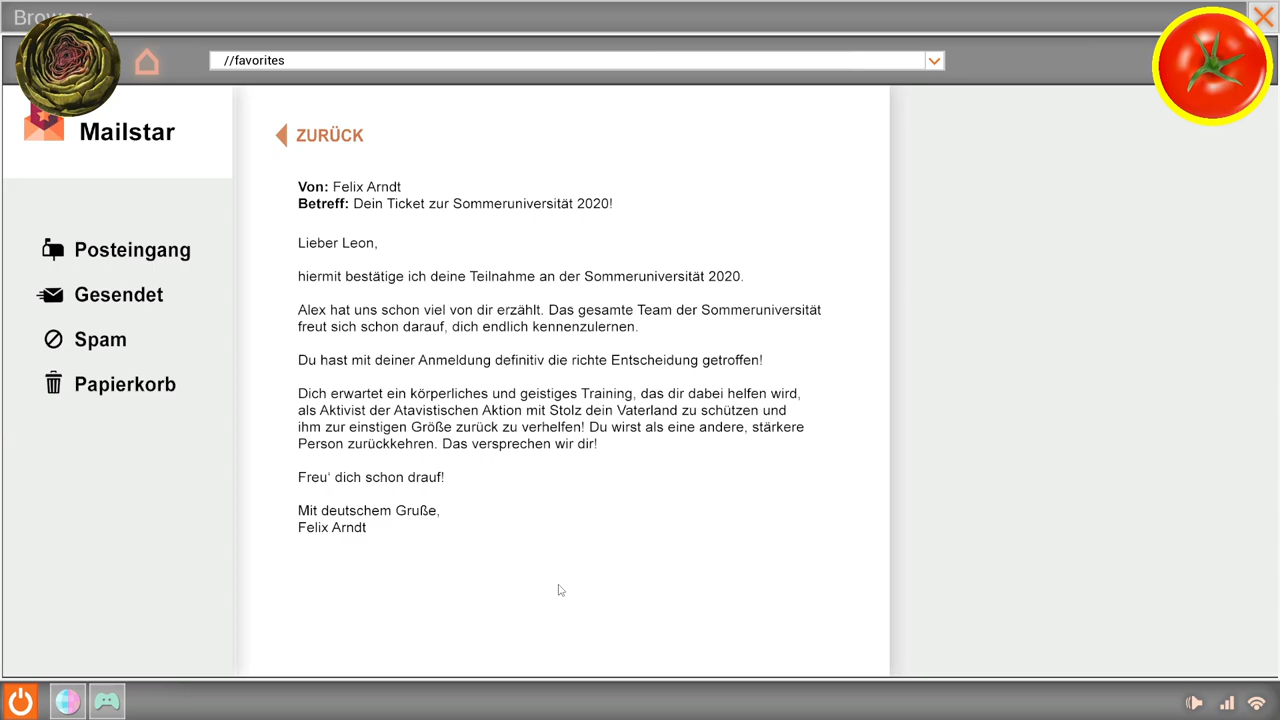 Browser
//favorites
Mailstar
ZURÜCK
Von: Felix Arndt
Betreff: Dein Ticket zur Sommeruniversität 2020!
Posteingang
Gesendet
Spam
Papierkorb
Lieber Leon,
hiermit bestätige ich deine Teilnahme an der Sommeruniversität 2020.
Alex hat uns schon viel von dir erzählt. Das gesamte Team der Sommeruniversität
freut sich schon darauf, dich endlich kennenzulernen.
Du hast mit deiner Anmeldung definitiv die richte Entscheidung getroffen!
Dich erwartet ein körperliches und geistiges Training, das dir dabei helfen wird,
als Aktivist der Atavistischen Aktion mit Stolz dein Vaterland zu schützen und
ihm zur einstigen Größe zurück zu verhelfen! Du wirst als eine andere, stärkere
Person zurückkehren. Das versprechen wir dir!
Freu‘ dich schon drauf!
Mit deutschem Gruße,
Felix Arndt